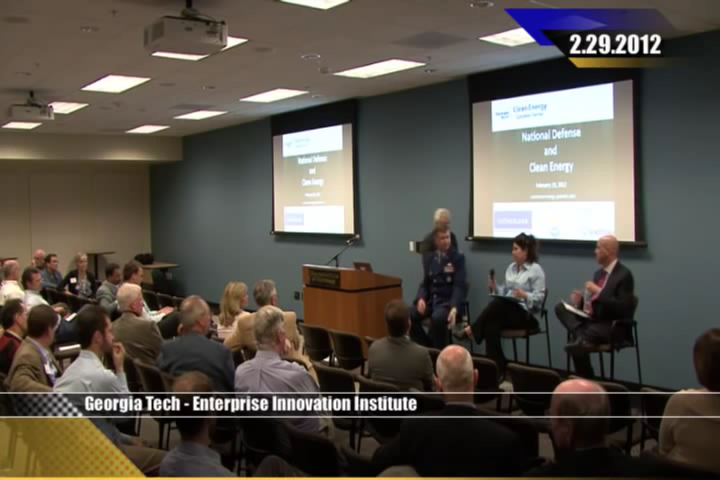 2.29.2012
Clean Energy
National Defense
and
Clean Energy
February 29, 2012
National Defense
and
Clean Energy
Georgia Tech - Enterprise Innovation Institute